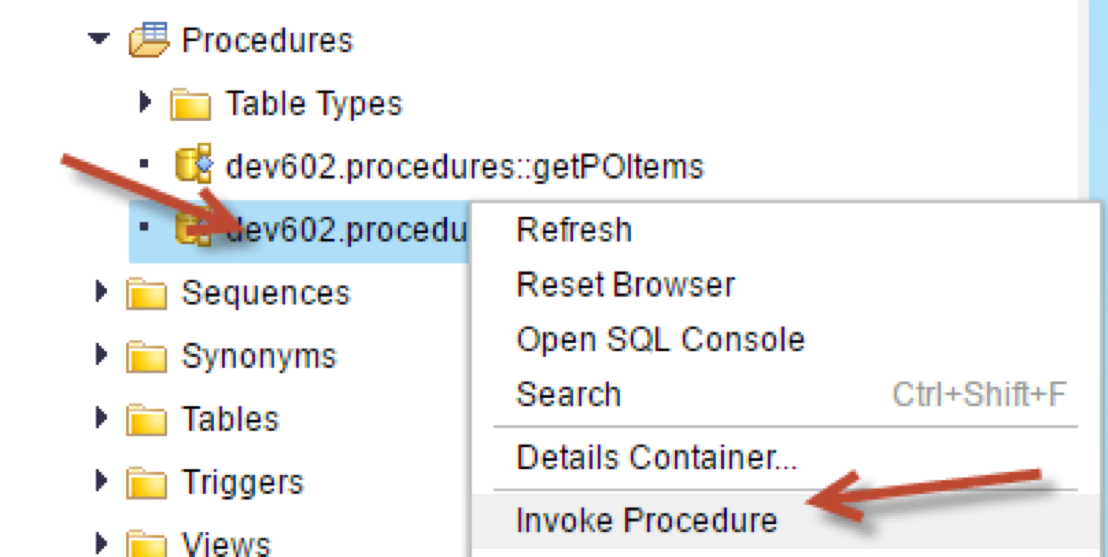 Procedures
Table Types
dev602.procedures::getPOItems
dev602.procedu
Refresh
Reset Browser
Open SQL Console
Search Ctrl+Shift+F
Details Container...
Invoke Procedure
Sequences
Synonyms
Tables
Triggers
Views